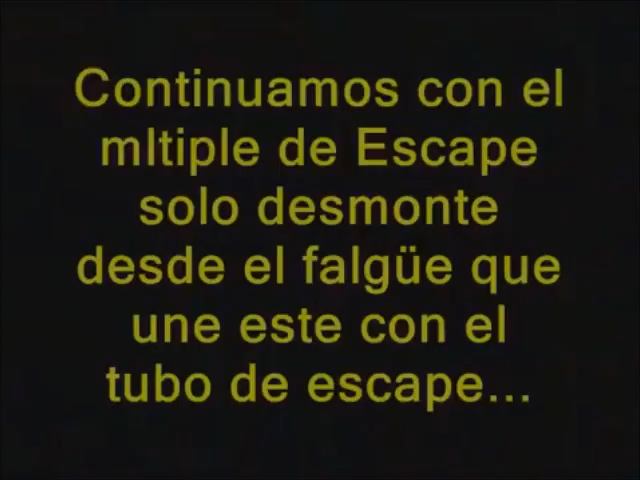 Continuamos con el
mltiple de Escape
solo desmonte
desde el falgüe que
une este con el
tubo de escape...